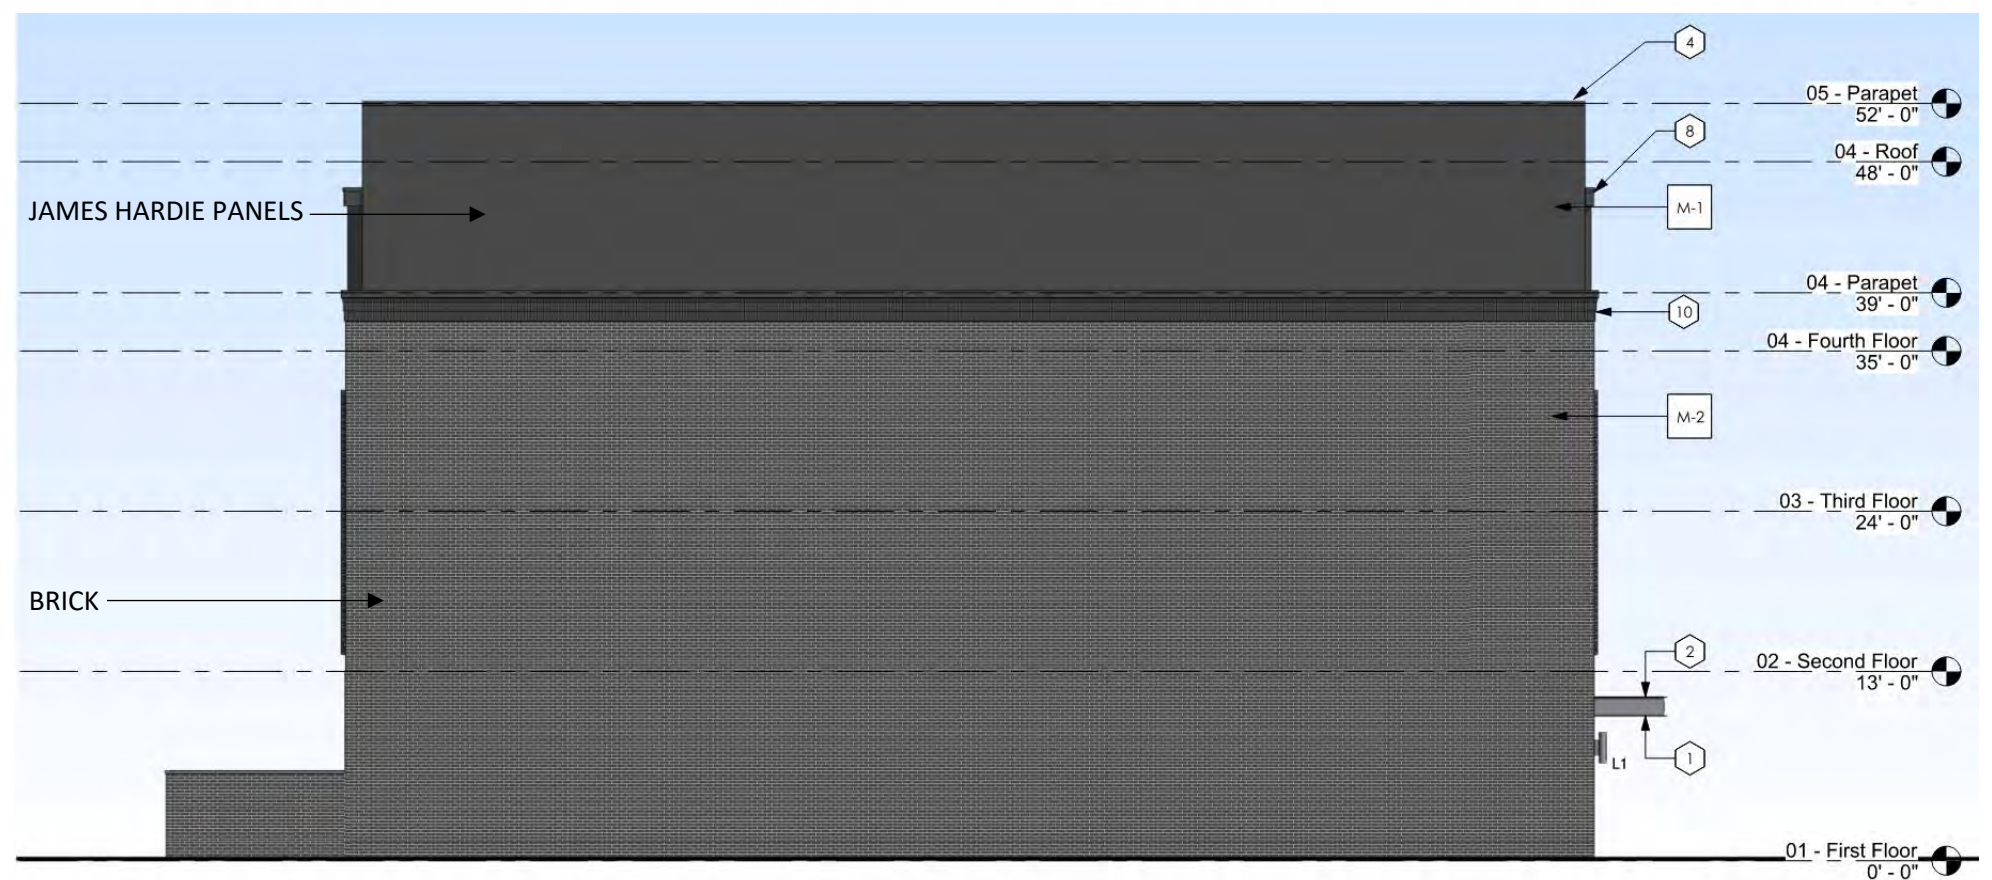 4
05 - Parapet
52' - 0"
8
04 - Roof
48' - 0"
JAMES HARDIE PANELS
M-1
04 - Parapet
39' - 0"
10
04 - Fourth Floor
35' - 0"
M-2
03 - Third Floor
24' - 0"
BRICK
2
02 - Second Floor
13' - 0"
L1
1
01 - First Floor
0' - 0"